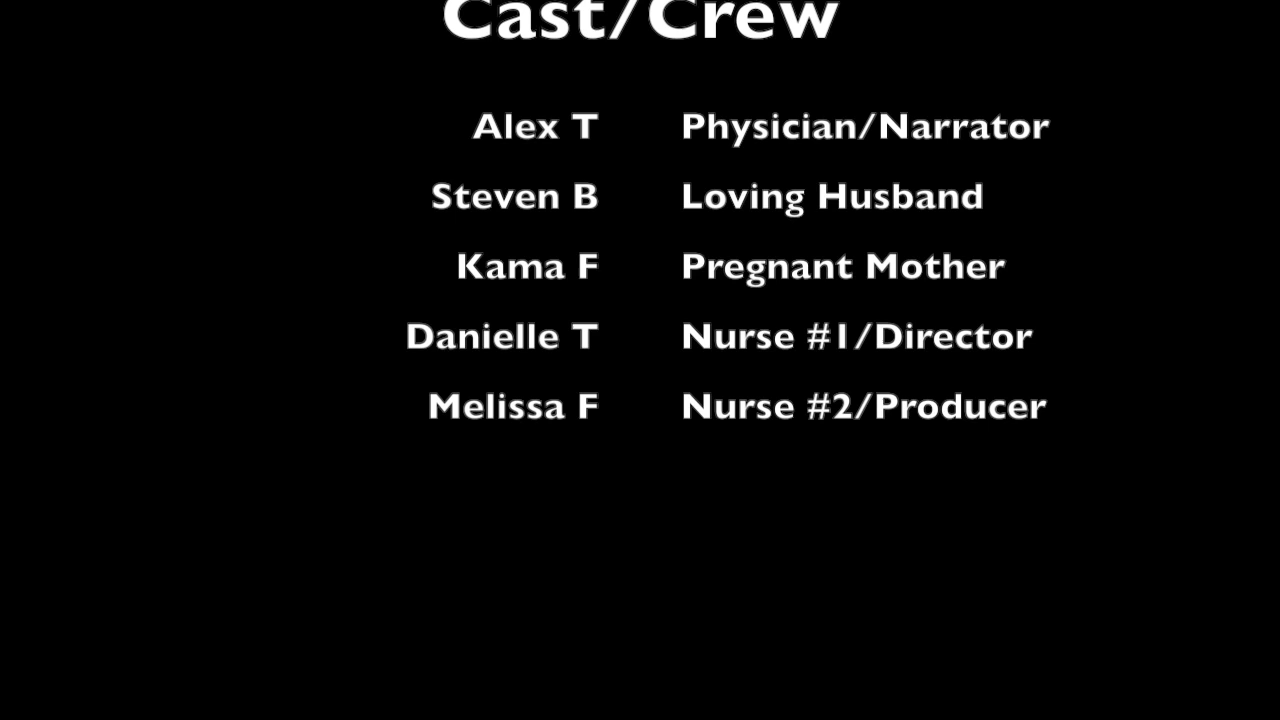 Cast/Crew
Alex T Physician/Narrator
Steven B Loving Husband
Kama F Pregnant Mother
Danielle T Nurse #1/Director
Melissa F Nurse #2/Producer